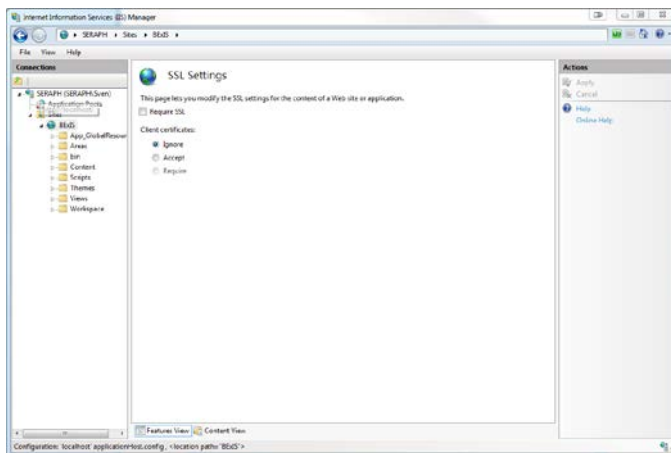 Internet Information Services (IIS) Manager
SERAPH ▸ Sites ▸ BExIS ▸
File View Help
Connections
SERAPH (SERAPH\Sven)
Application Pools
Sites
BExIS
App_GlobalResour
Areas
bin
Content
Scripts
Themes
Views
Workspace
SSL Settings
This page lets you modify the SSL settings for the content of a Web site or application.
Require SSL
Client certificates:
Ignore
Accept
Require
Features View Content View
Actions
Apply
Cancel
Help
Online Help
Configuration: 'localhost' applicationHost.config , <location path='BExIS'>